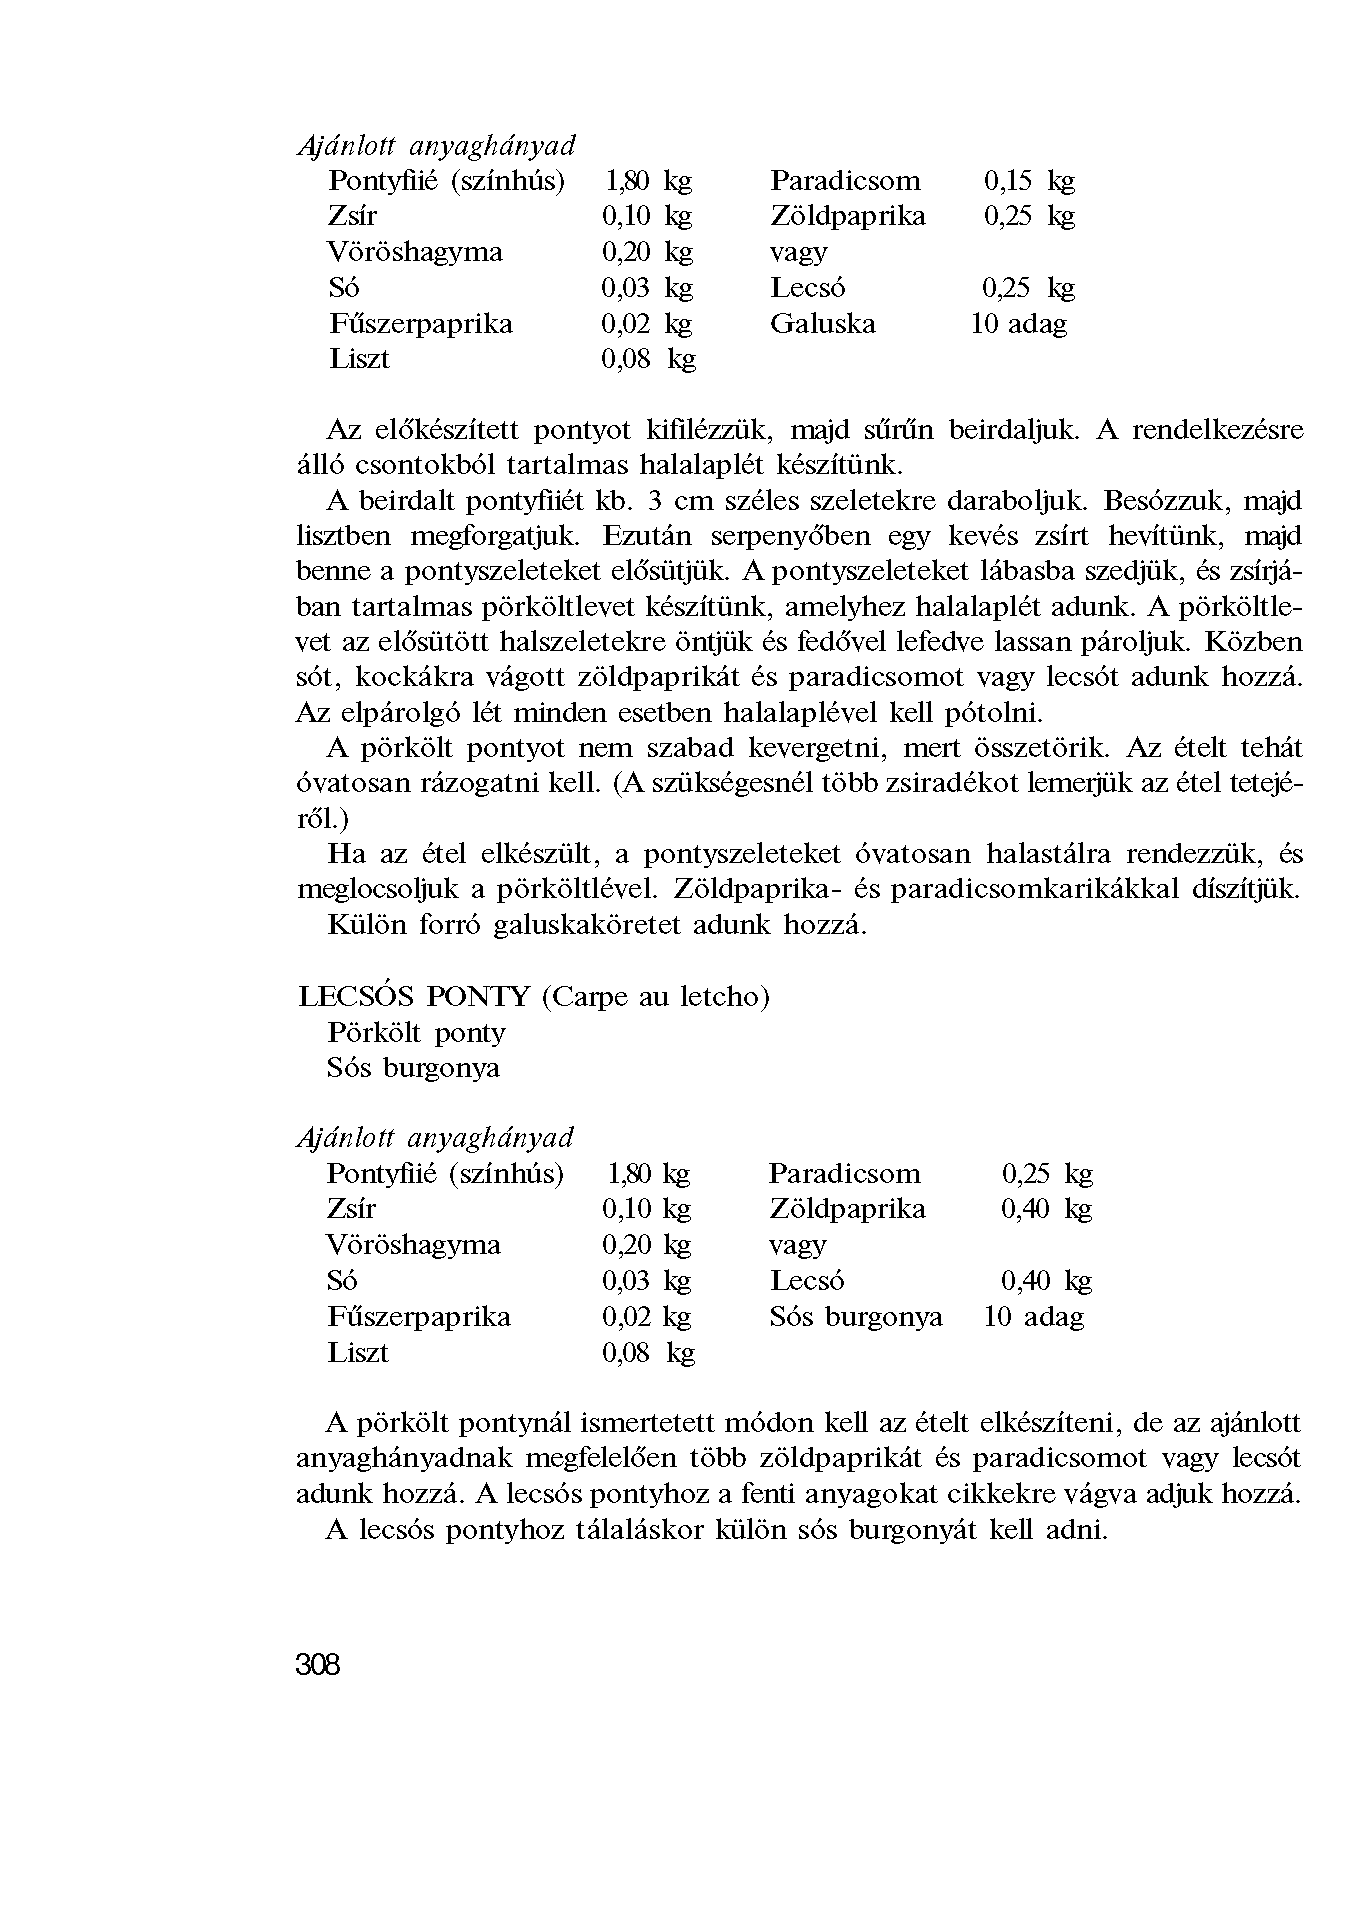 Ajánlott anyaghányad
Pontyfiié (színhús) 1,80 kg Paradicsom 0,15 kg
Zsír 0,10 kg Zöldpaprika 0,25 kg
Vöröshagyma 0,20 kg vagy
Só 0,03 kg Lecsó 0,25 kg
Fűszerpaprika 0,02 kg Galuska 10 adag
Liszt 0,08 kg
Az előkészített pontyot kifilézzük, majd sűrűn beirdaljuk. A rendelkezésre
álló csontokból tartalmas halalaplét készítünk.
A beirdalt pontyfiiét kb. 3 cm széles szeletekre daraboljuk. Besózzuk, majd
lisztben megforgatjuk. Ezután serpenyőben egy kevés zsírt hevítünk, majd
benne a pontyszeleteket elősütjük. A pontyszeleteket lábasba szedjük, és zsírjá-
ban tartalmas pörköltlevet készítünk, amelyhez halalaplét adunk. A pörköltle-
vet az elősütött halszeletekre öntjük és fedővel lefedve lassan pároljuk. Közben
sót, kockákra vágott zöldpaprikát és paradicsomot vagy lecsót adunk hozzá.
Az elpárolgó lét minden esetben halalaplével kell pótolni.
A pörkölt pontyot nem szabad kevergetni, mert összetörik. Az ételt tehát
óvatosan rázogatni kell. (A szükségesnél több zsiradékot lemerjük az étel tetejé-
ről.)
Ha az étel elkészült, a pontyszeleteket óvatosan halastálra rendezzük, és
meglocsoljuk a pörköltlével. Zöldpaprika- és paradicsomkarikákkal díszítjük.
Külön forró galuskaköretet adunk hozzá.
LECSÓS PONTY (Carpe au letcho)
Pörkölt ponty
Sós burgonya
Ajánlott anyaghányad
Pontyfiié (színhús) 1,80 kg Paradicsom 0,25 kg
Zsír 0,10 kg Zöldpaprika 0,40 kg
Vöröshagyma 0,20 kg vagy
Só 0,03 kg Lecsó 0,40 kg
Fűszerpaprika 0,02 kg Sós burgonya 10 adag
Liszt 0,08 kg
A pörkölt pontynál ismertetett módon kell az ételt elkészíteni, de az ajánlott
anyaghányadnak megfelelően több zöldpaprikát és paradicsomot vagy lecsót
adunk hozzá. A lecsós pontyhoz a fenti anyagokat cikkekre vágva adjuk hozzá.
A lecsós pontyhoz tálaláskor külön sós burgonyát kell adni.
308